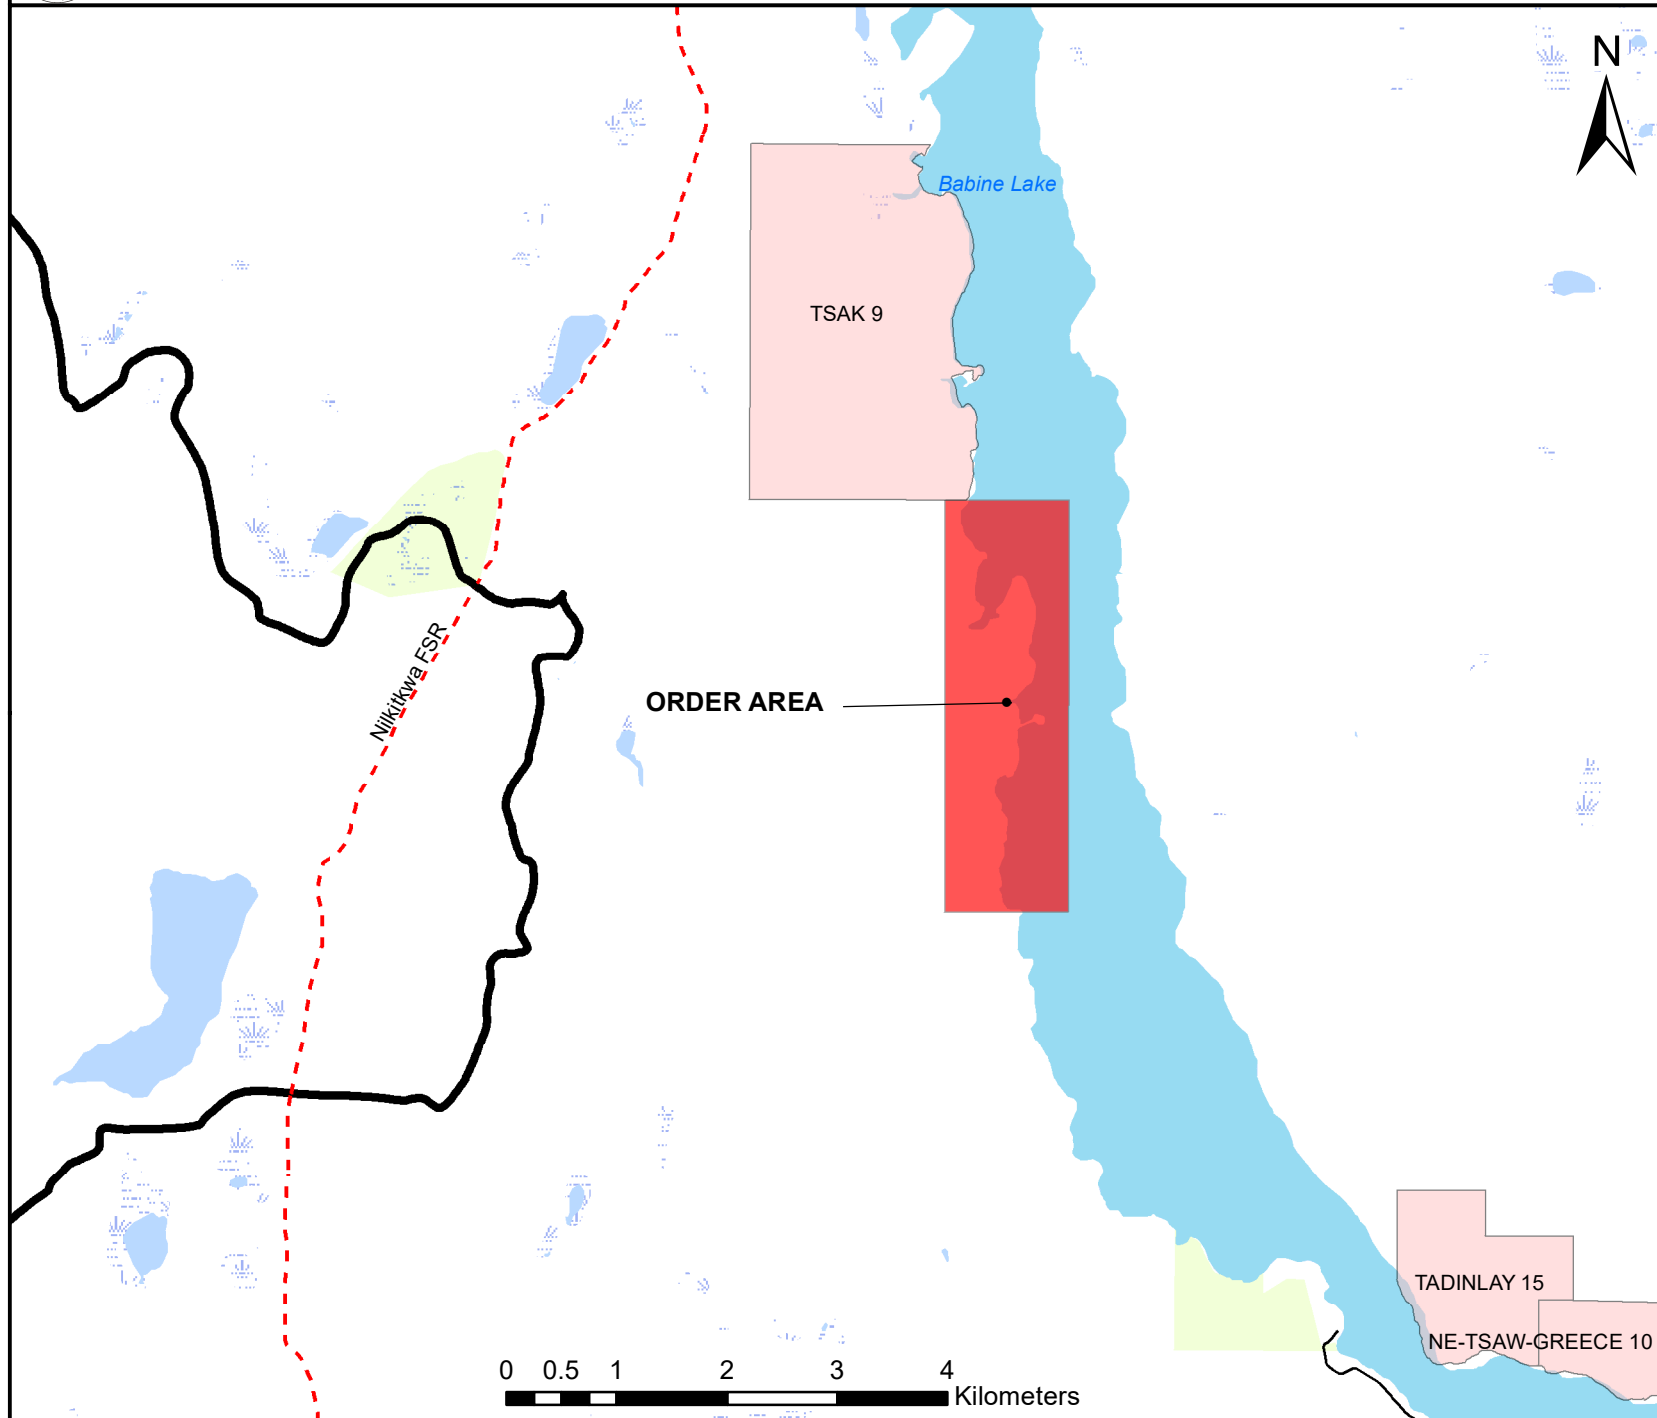 N
Babine Lake
TSAK 9
Nilkitkwa FSR
ORDER AREA
TADINLAY 15
NE-TSAW-GREECE 10
0 0.5 1 2 3 4
Kilometers